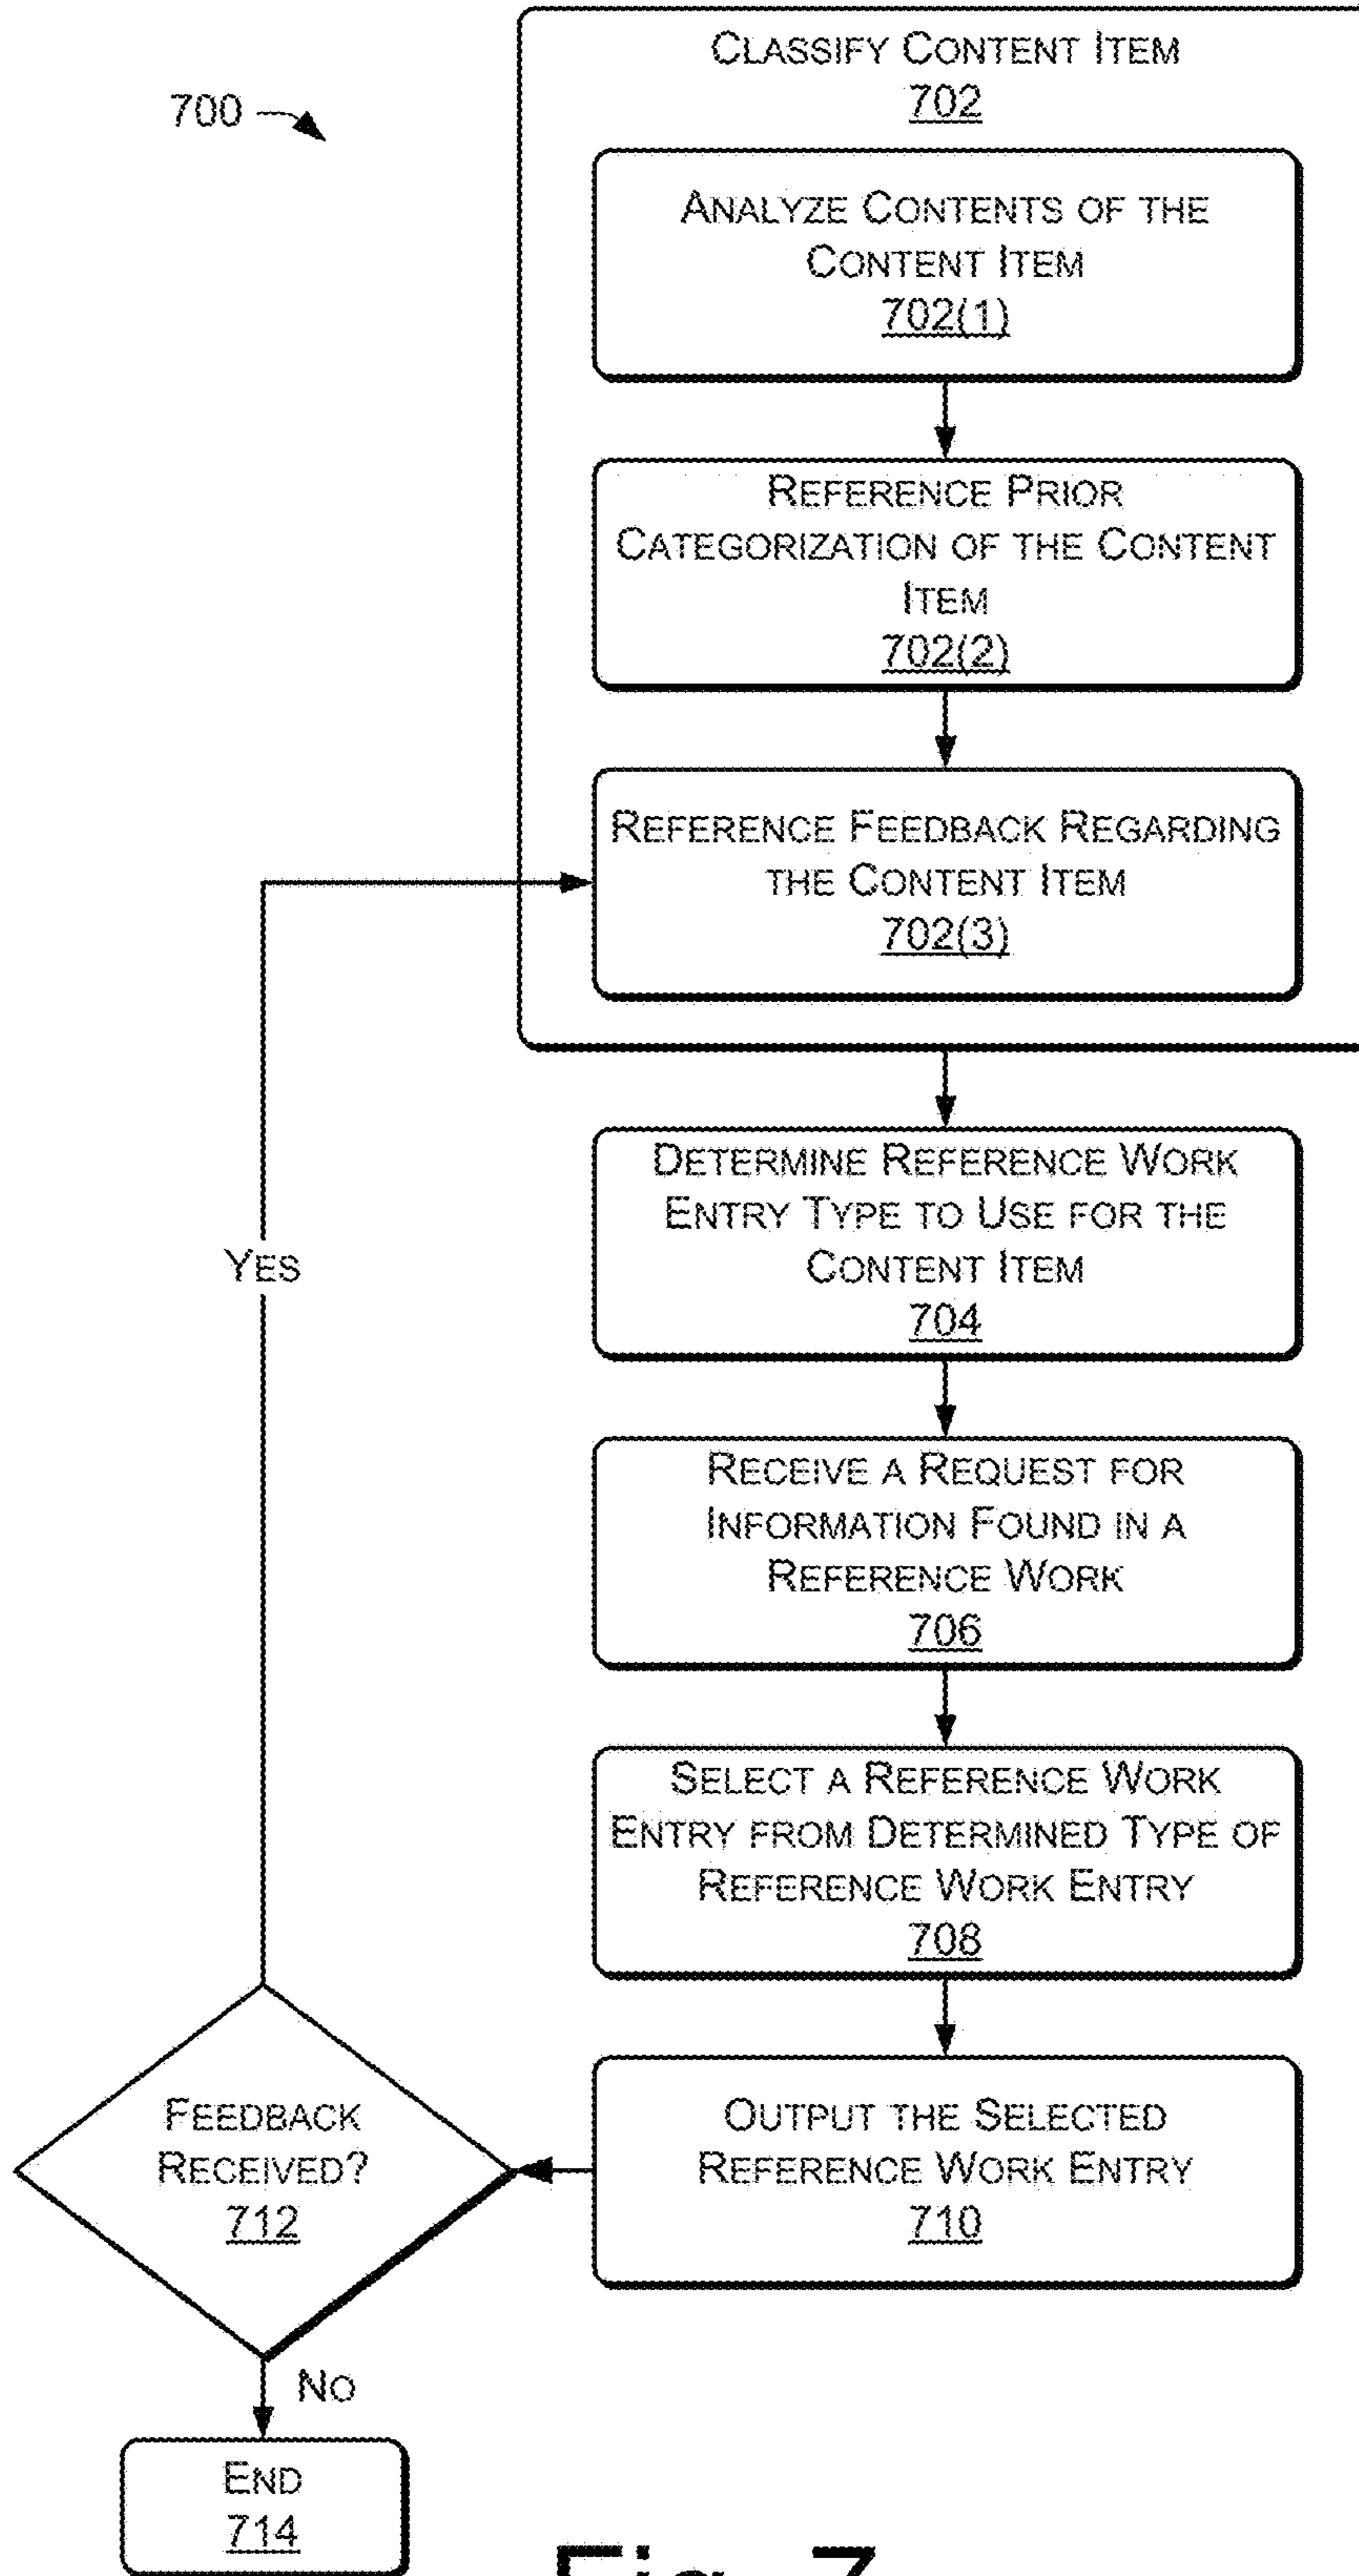 700
CLASSIFY CONTENT ITEM
702
ANALYZE CONTENTS OF THE
CONTENT ITEM
702(1)
REFERENCE PRIOR
CATEGORIZATION OF THE CONTENT
ITEM
702(2)
REFERENCE FEEDBACK REGARDING
THE CONTENT ITEM
702(3)
DETERMINE REFERENCE WORK
ENTRY TYPE TO USE FOR THE
CONTENT ITEM
704
YES
RECEIVE A REQUEST FOR
INFORMATION FOUND IN A
REFERENCE WORK
706
SELECT A REFERENCE WORK
ENTRY FROM DETERMINED TYPE OF
REFERENCE WORK ENTRY
708
OUTPUT THE SELECTED
REFERENCE WORK ENTRY
710
FEEDBACK
RECEIVED?
712
NO
END
714
Fig. 7